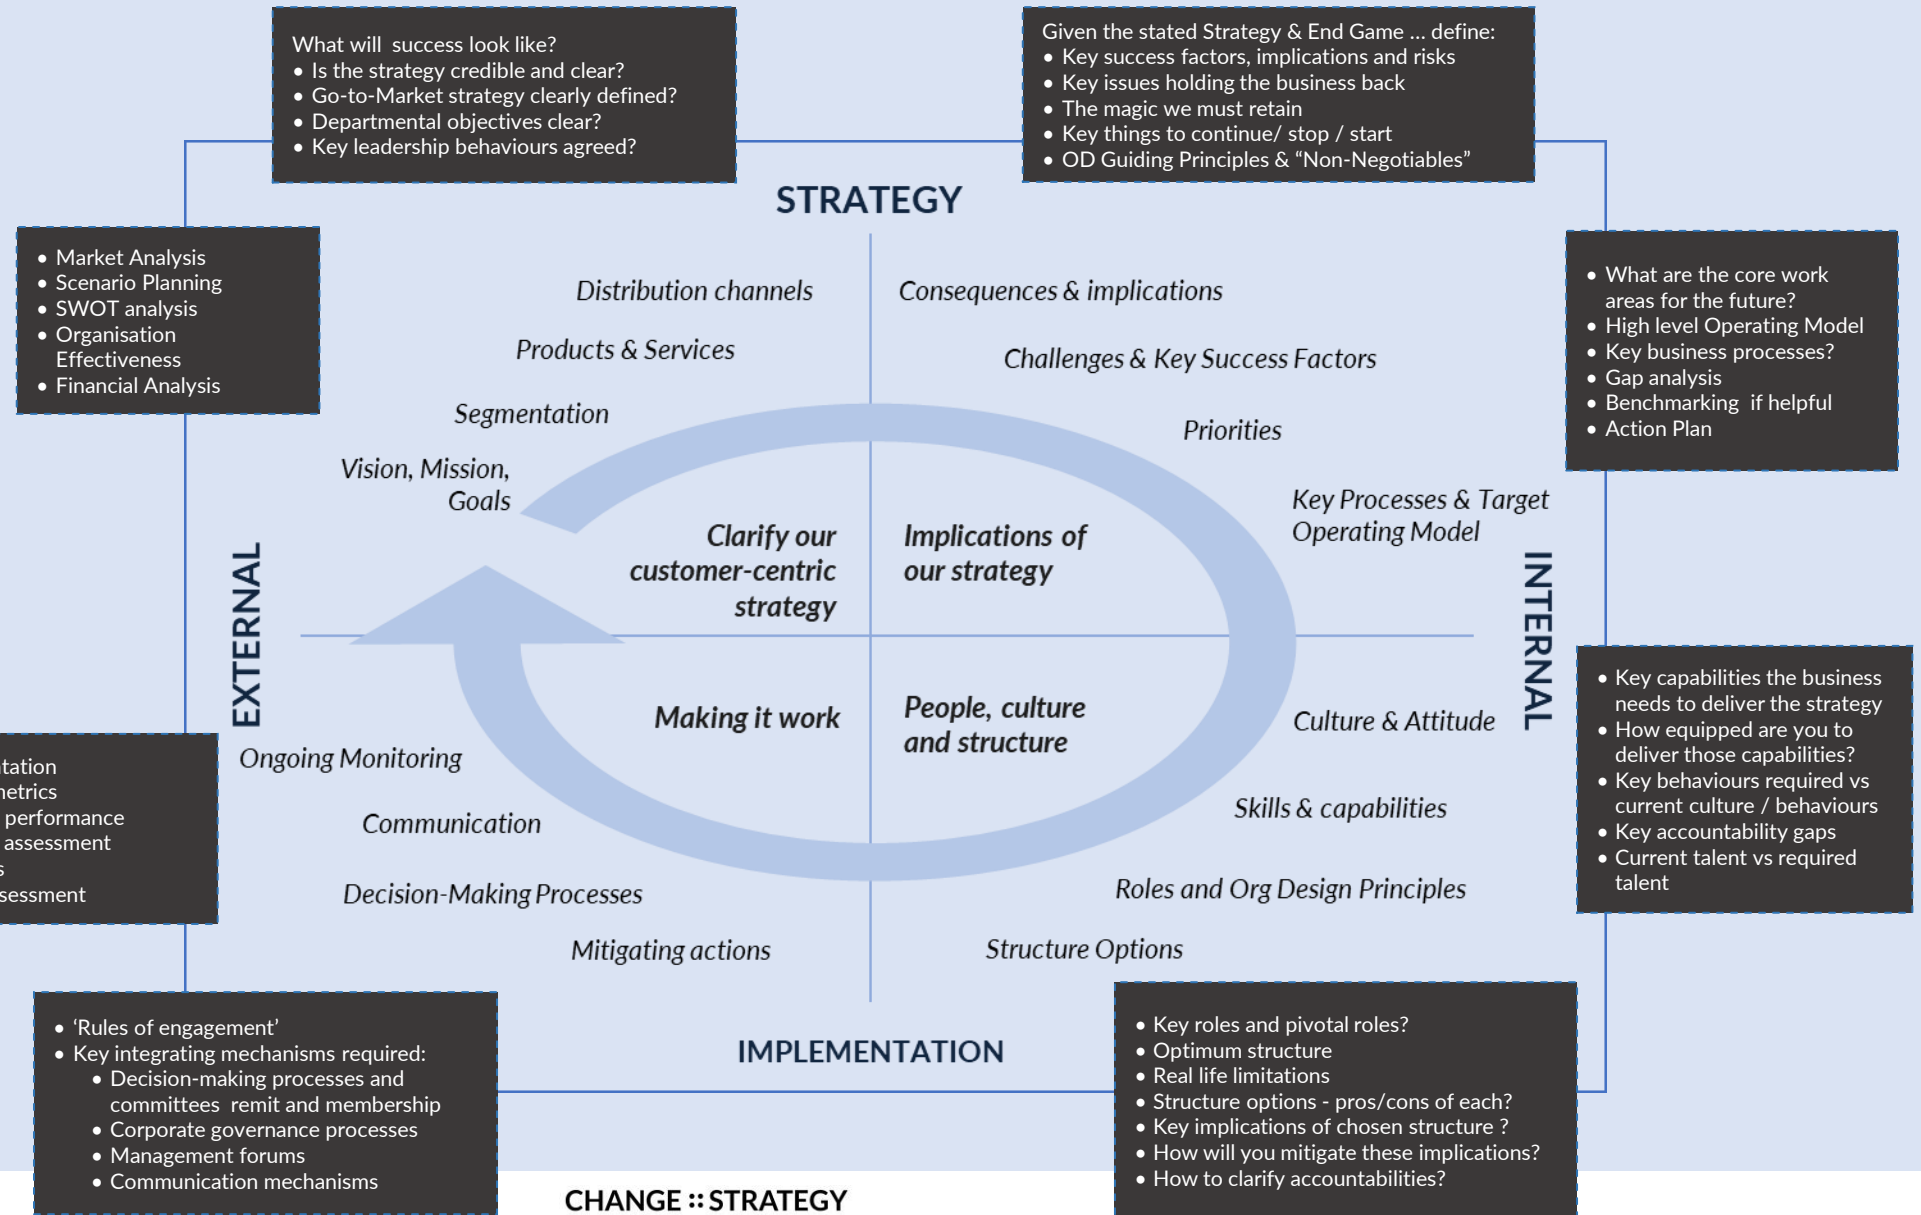 What will success look like?
• Is the strategy credible and clear?
• Go-to-Market strategy clearly defined?
• Departmental objectives clear?
• Key leadership behaviours agreed?
Given the stated Strategy & End Game ... define:
• Key success factors, implications and risks
• Key issues holding the business back
• The magic we must retain
• Key things to continue/ stop / start
• OD Guiding Principles & “Non-Negotiables”
STRATEGY
• Market Analysis
• Scenario Planning
• SWOT analysis
• Organisation
Effectiveness
• Financial Analysis
Distribution channels
Products & Services
Segmentation
Vision, Mission,
Goals
Consequences & implications
Challenges & Key Success Factors
Priorities
Key Processes & Target
Operating Model
• What are the core work
areas for the future?
• High level Operating Model
• Key business processes?
• Gap analysis
• Benchmarking if helpful
• Action Plan
EXTERNAL
Clarify our
customer-centric
strategy
Implications of
our strategy
INTERNAL
Making it work
People, culture
and structure
Ongoing Monitoring
Communication
Decision-Making Processes
Mitigating actions
Culture & Attitude
Skills & capabilities
Roles and Org Design Principles
Structure Options
• Key capabilities the business
needs to deliver the strategy
• How equipped are you to
deliver those capabilities?
• Key behaviours required vs
current culture / behaviours
• Key accountability gaps
• Current talent vs required
talent
performance
assessment
IMPLEMENTATION
• ‘Rules of engagement’
• Key integrating mechanisms required:
• Decision-making processes and
committees remit and membership
• Corporate governance processes
• Management forums
• Communication mechanisms
• Key roles and pivotal roles?
• Optimum structure
• Real life limitations
• Structure options - pros/cons of each?
• Key implications of chosen structure ?
• How will you mitigate these implications?
• How to clarify accountabilities?
CHANGE :: STRATEGY